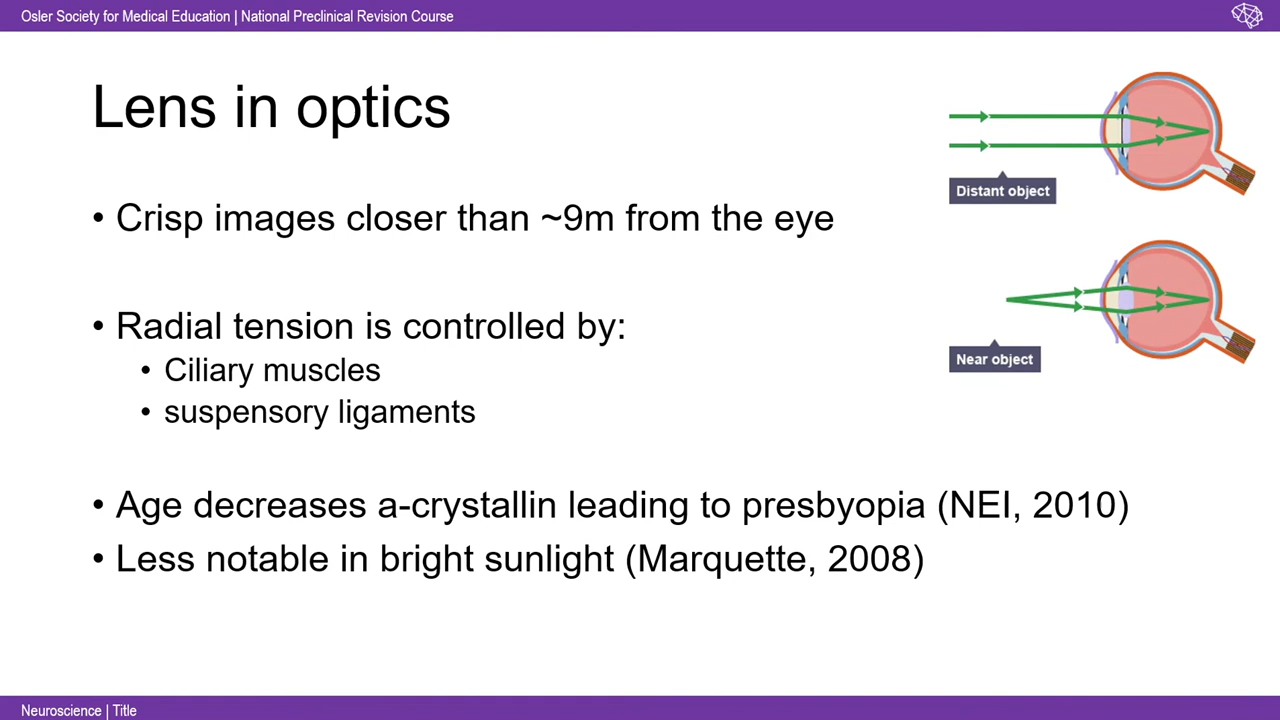 Osler Society for Medical Education | National Preclinical Revision Course
Lens in optics
• Crisp images closer than ~9m from the eye
• Radial tension is controlled by:
• Ciliary muscles
• suspensory ligaments
• Age decreases a-crystallin leading to presbyopia (NEI, 2010)
• Less notable in bright sunlight (Marquette, 2008)
Distant object
Near object
Neuroscience | Title